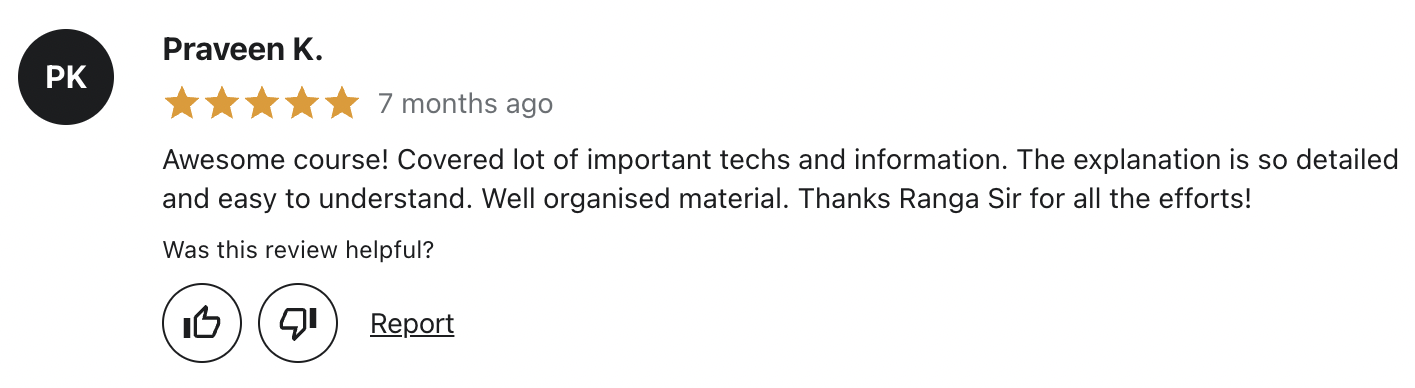 PK
Praveen K.
7 months ago
Awesome course! Covered lot of important techs and information. The explanation is so detailed
and easy to understand. Well organised material. Thanks Ranga Sir for all the efforts!
Was this review helpful?
Report